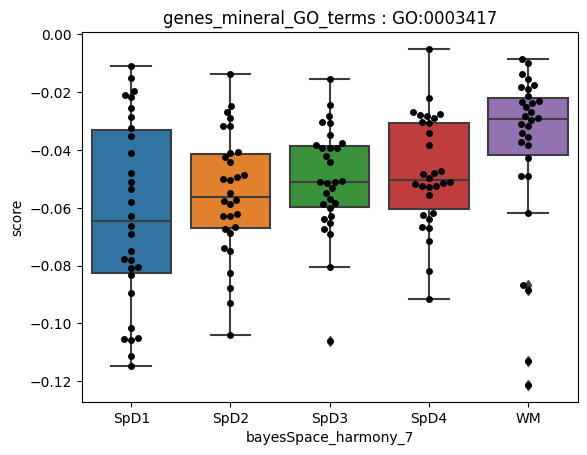 genes_mineral_GO_terms : GO:0003417
0.00
−0.02
−0.04
−0.06
−0.08
−0.10
−0.12
score
SpD1 SpD2 SpD3 SpD4 WM
bayesSpace_harmony_7